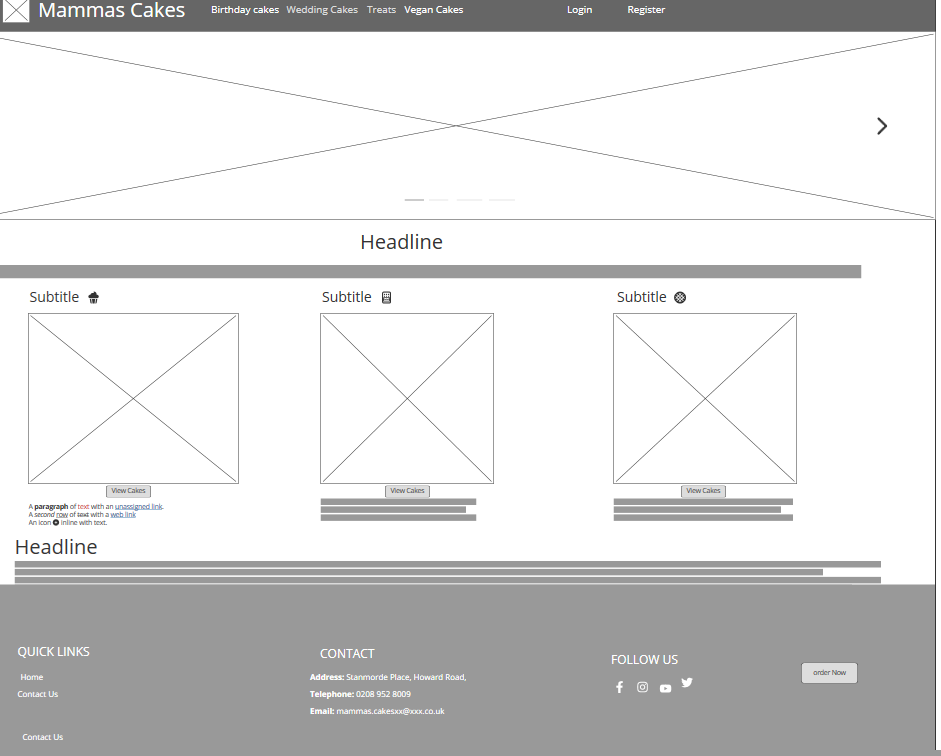 Mammas Cakes Birthday cakes Wedding Cakes Treats Vegan Cakes Login Register
Headline
Subtitle Subtitle Subtitle
View Cakes View Cakes View Cakes
A paragraph of text with an unassigned link.
A second row of text with a web link
An icon inline with text.
Headline
QUICK LINKS
Home
Contact Us
Contact Us
CONTACT
Address: Stanmorde Place, Howard Road,
Telephone: 0208 952 8009
Email: mammas.cakesxx@xxx.co.uk
FOLLOW US
order Now